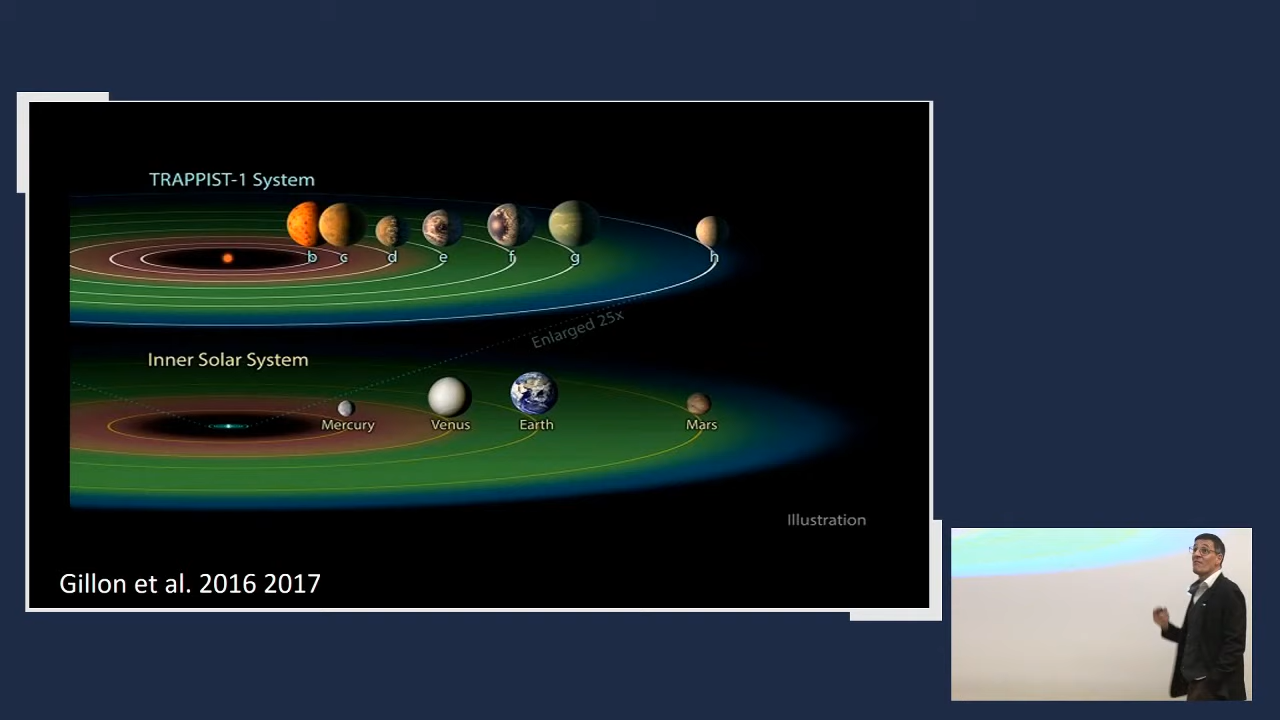 TRAPPIST-1 System
b c d e f g h
Enlarged 25x
Inner Solar System
Mercury Venus Earth Mars
Illustration
Gillon et al. 2016 2017